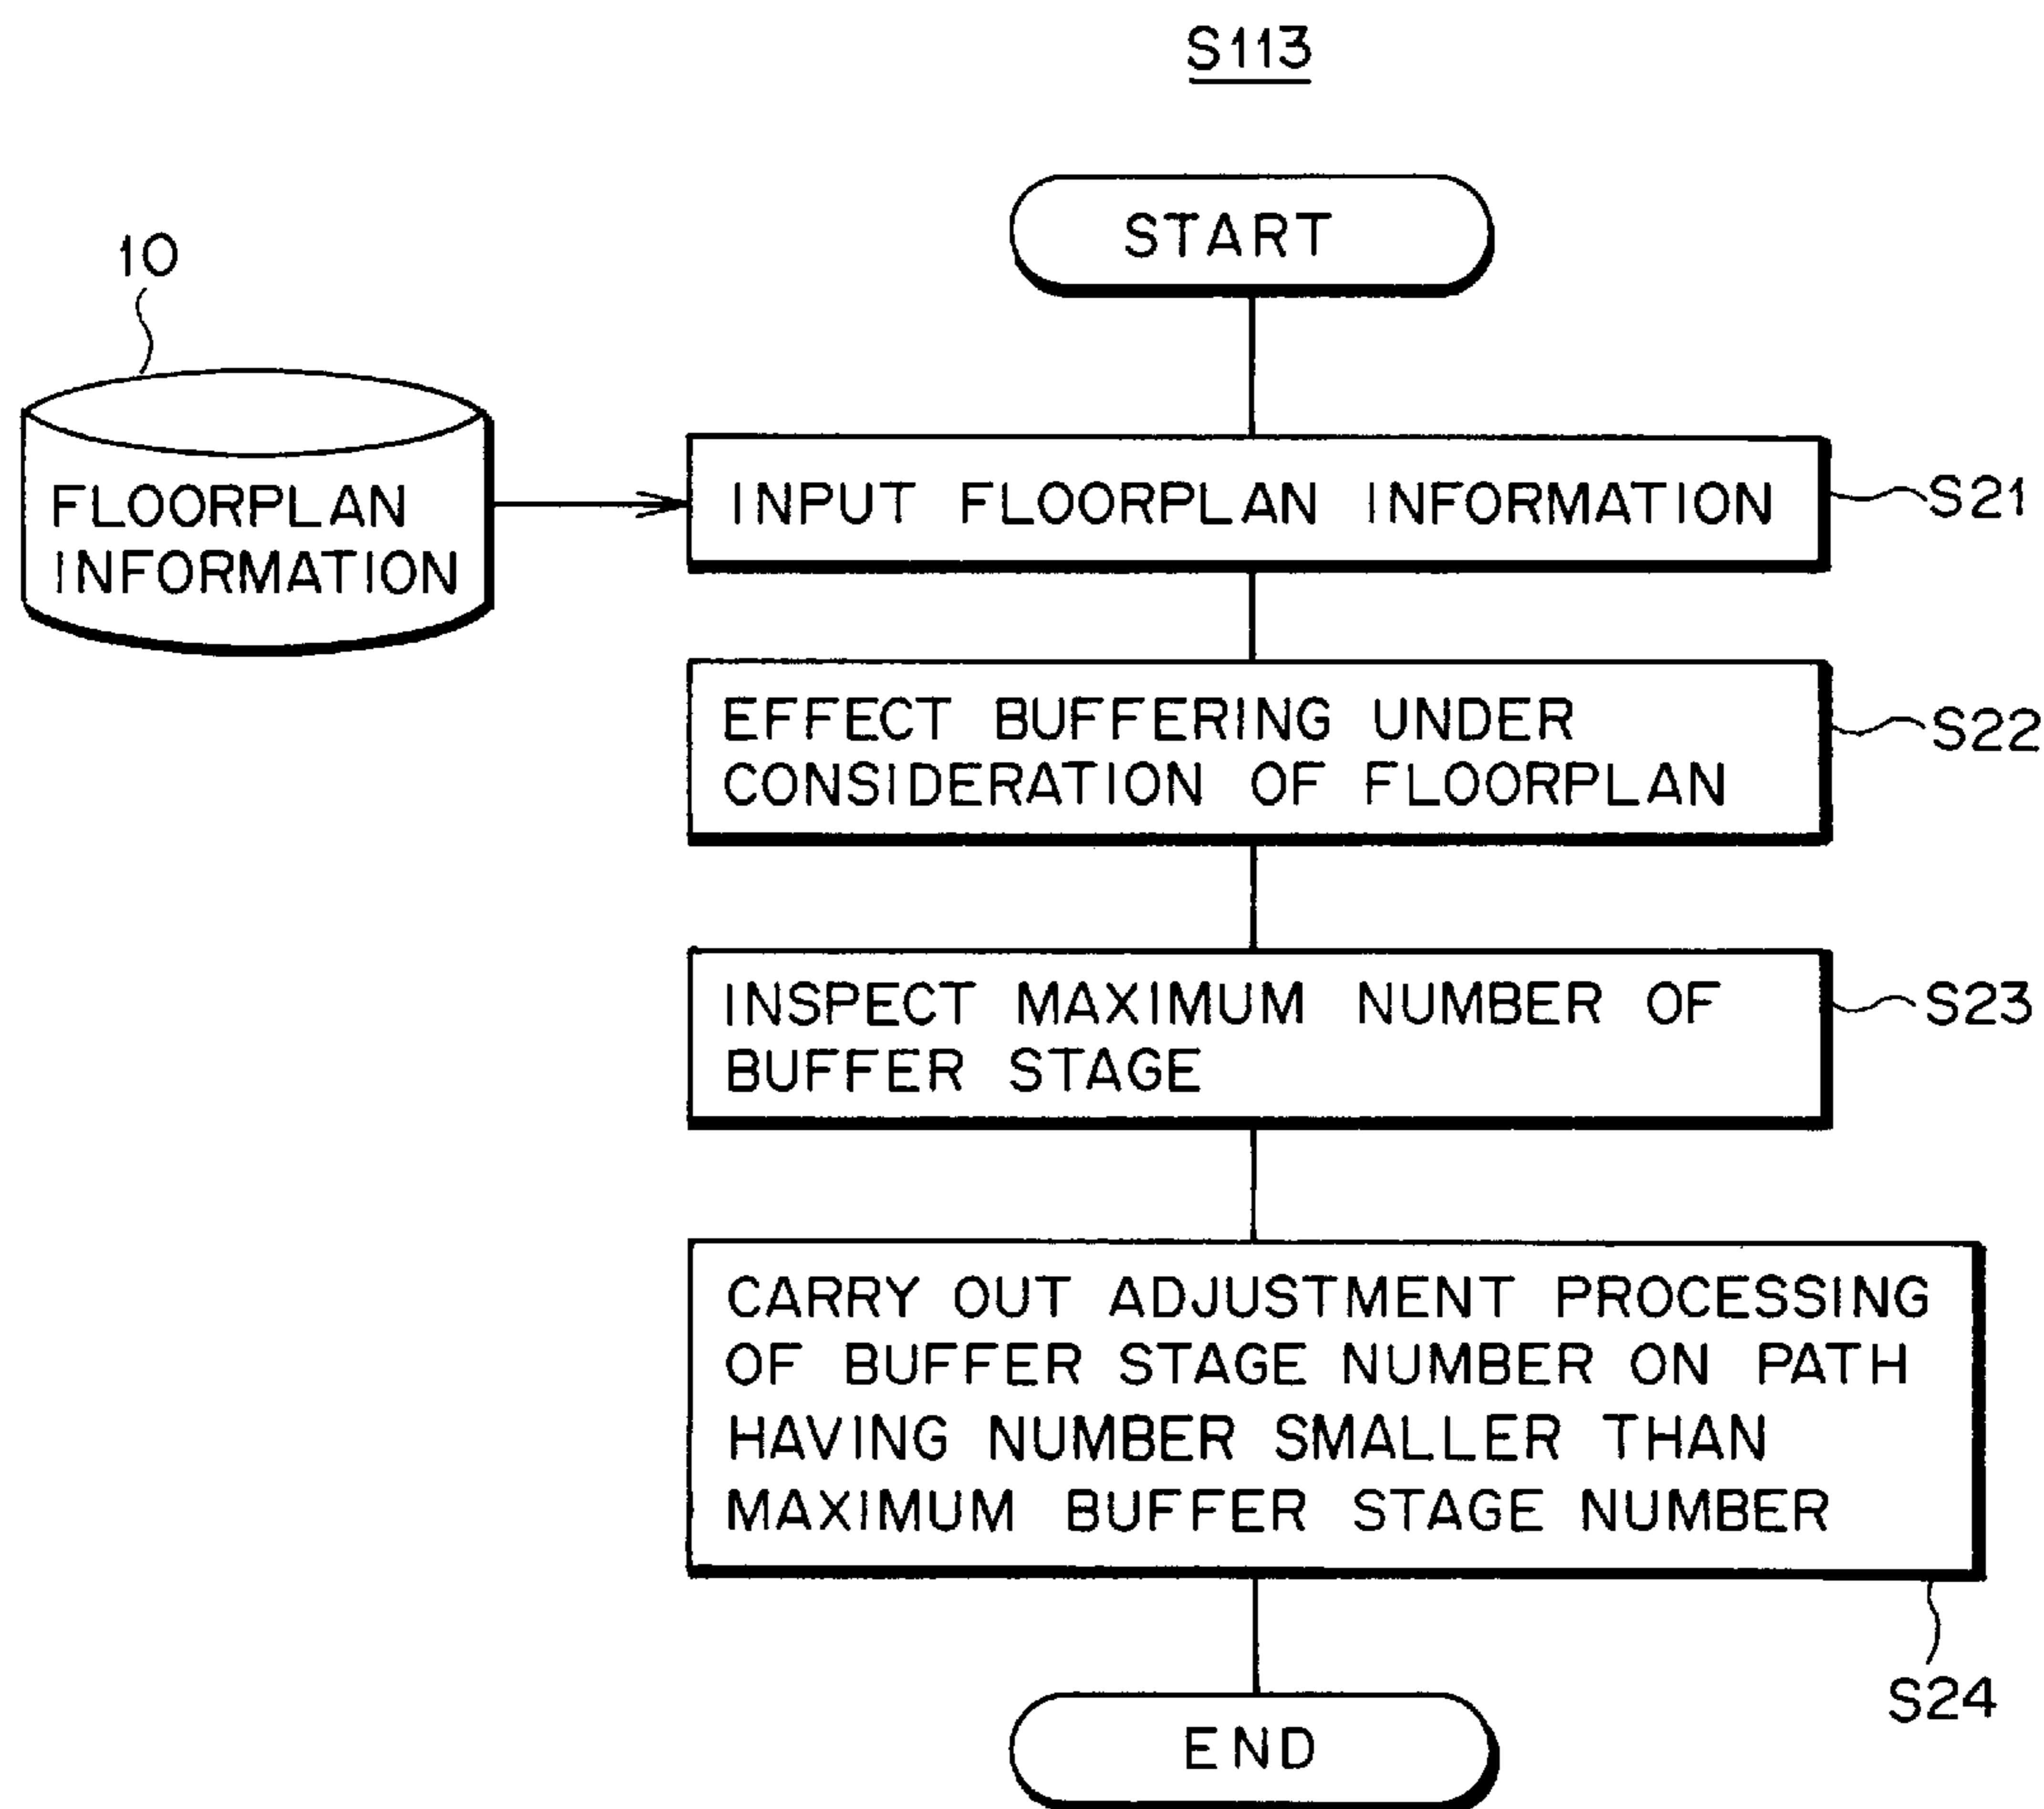 S113
START
10
FLOORPLAN
INFORMATION
INPUT FLOORPLAN INFORMATION
S21
EFFECT BUFFERING UNDER
CONSIDERATION OF FLOORPLAN
S22
INSPECT MAXIMUM NUMBER OF
BUFFER STAGE
S23
CARRY OUT ADJUSTMENT PROCESSING
OF BUFFER STAGE NUMBER ON PATH
HAVING NUMBER SMALLER THAN
MAXIMUM BUFFER STAGE NUMBER
S24
END